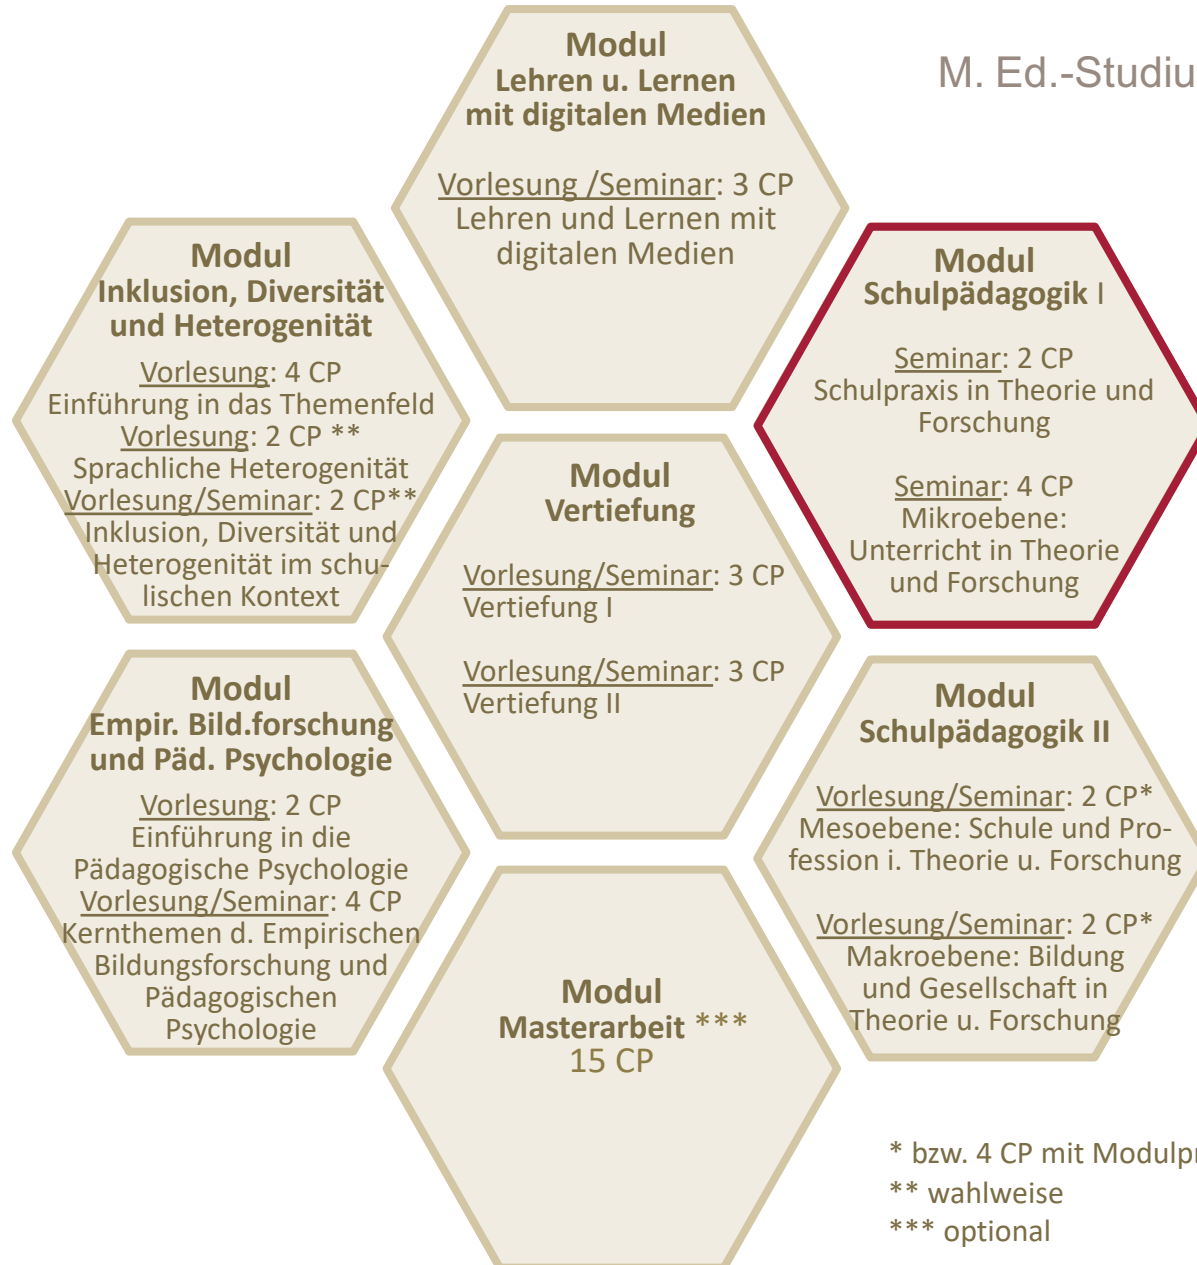 M. Ed.-Studiu
Modul
Lehren u. Lernen
mit digitalen Medien
Vorlesung /Seminar: 3 CP
Lehren und Lernen mit
digitalen Medien
Modul
Inklusion, Diversität
und Heterogenität
Vorlesung: 4 CP
Einführung in das Themenfeld
Vorlesung: 2 CP **
Sprachliche Heterogenität
Vorlesung/Seminar: 2 CP**
Inklusion, Diversität und
Heterogenität im schu-
lischen Kontext
Modul
Schulpädagogik I
Seminar: 2 CP
Schulpraxis in Theorie und
Forschung
Seminar: 4 CP
Mikroebene:
Unterricht in Theorie
und Forschung
Modul
Vertiefung
Vorlesung/Seminar: 3 CP
Vertiefung I
Vorlesung/Seminar: 3 CP
Vertiefung II
Modul
Empir. Bild.forschung
und Päd. Psychologie
Vorlesung: 2 CP
Einführung in die
Pädagogische Psychologie
Vorlesung/Seminar: 4 CP
Kernthemen d. Empirischen
Bildungsforschung und
Pädagogischen
Psychologie
Modul
Schulpädagogik II
Vorlesung/Seminar: 2 CP*
Mesoebene: Schule und Pro-
fession i. Theorie u. Forschung
Vorlesung/Seminar: 2 CP*
Makroebene: Bildung
und Gesellschaft in
Theorie u. Forschung
Modul
Masterarbeit ***
15 CP
* bzw. 4 CP mit Modulpr
** wahlweise
*** optional